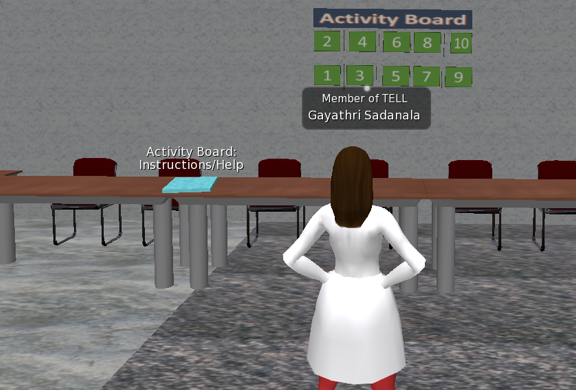 Activity Board
2 4 6 8 10
1 3 5 7 9
Member of TELL
Gayathri Sadanala
Activity Board:
Instructions/Help